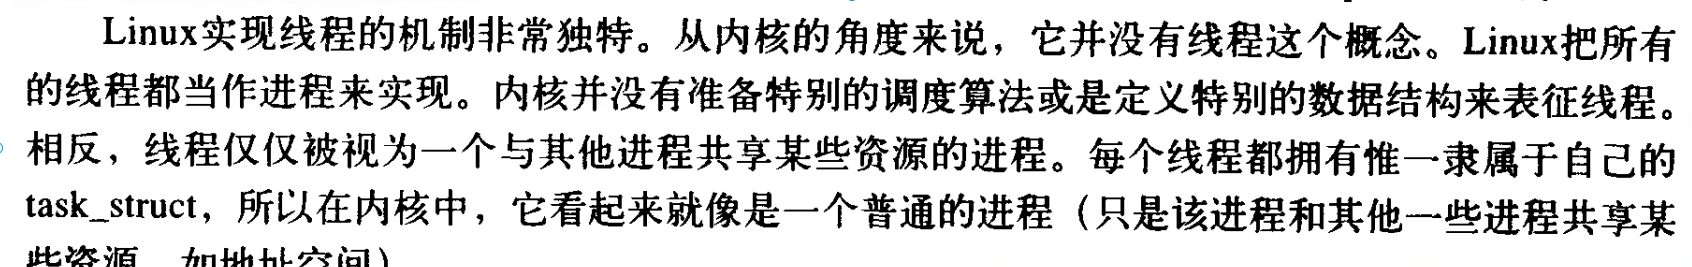 Linux实现线程的机制非常独特。从内核的角度来说，它并没有线程这个概念。Linux把所有
的线程都当作进程来实现。内核并没有准备特别的调度算法或是定义特别的数据结构来表征线程。
相反，线程仅仅被视为一个与其他进程共享某些资源的进程。每个线程都拥有惟一隶属于自己的
task_struct，所以在内核中，它看起来就像是一个普通的进程（只是该进程和其他一些进程共享某
些资源，如地址空间）